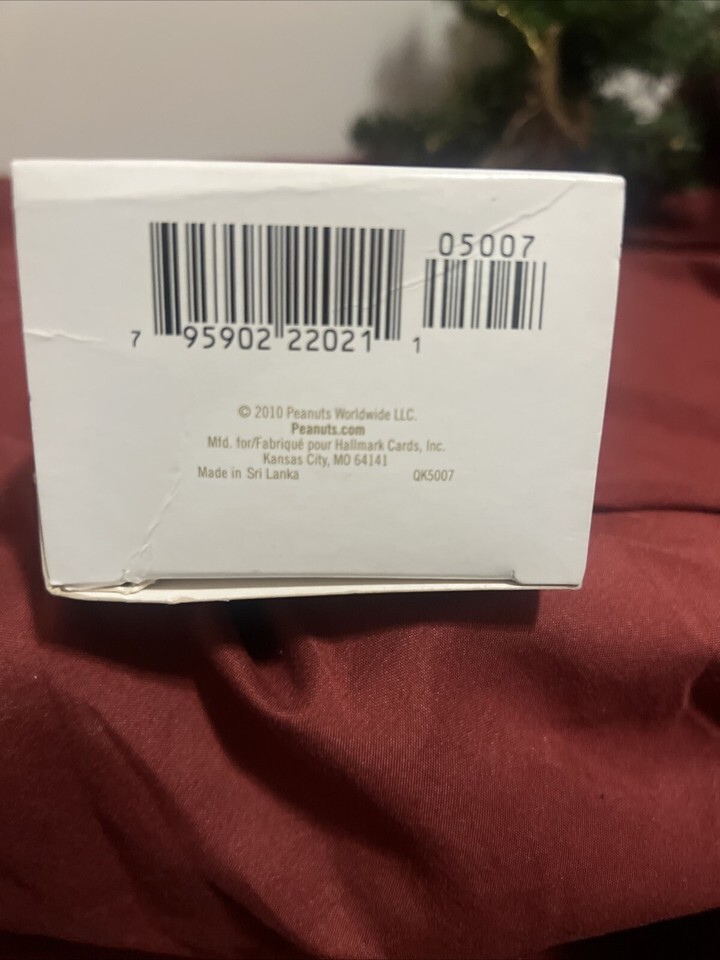 05007
7 95902 22021 1
© 2010 Peanuts Worldwide LLC.
Peanuts.com
Mfd. for/Fabriqué pour Hallmark Cards, Inc.
Kansas City, MO 64141
Made in Sri Lanka QK5007